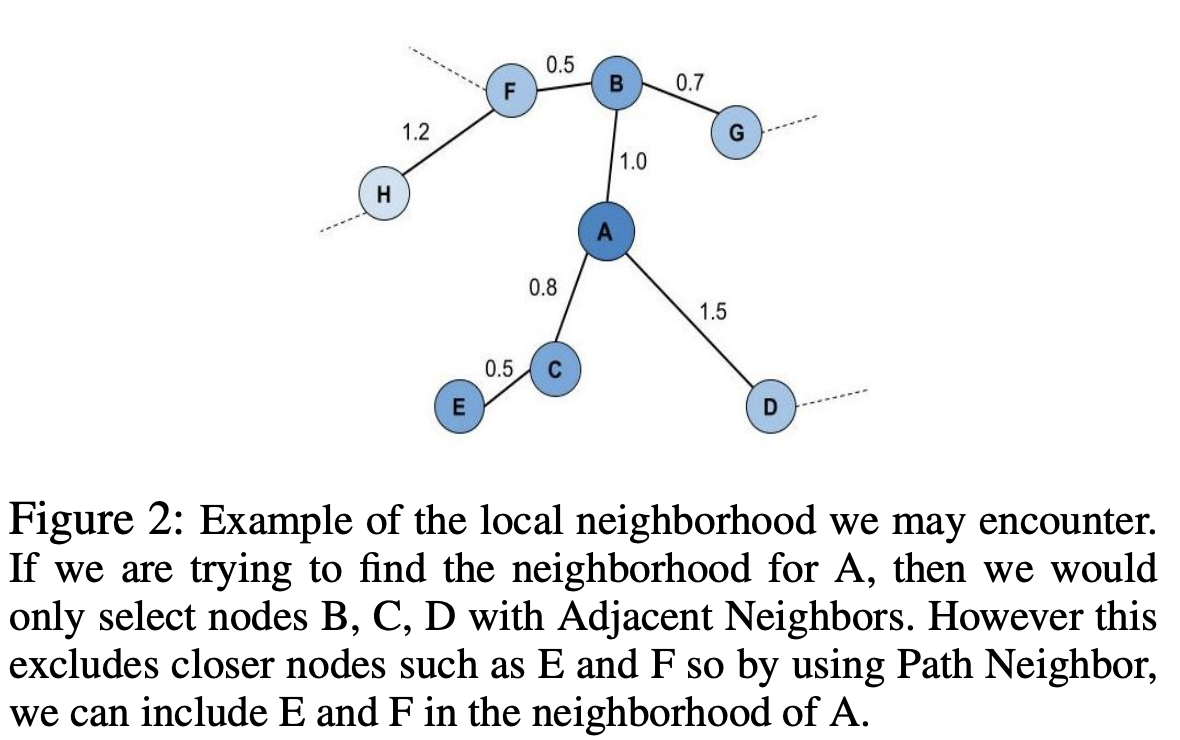 F
0.5
B
0.7
G
1.2
1.0
H
A
0.8
1.5
0.5
C
E
D
Figure 2: Example of the local neighborhood we may encounter.
If we are trying to find the neighborhood for A, then we would
only select nodes B, C, D with Adjacent Neighbors. However this
excludes closer nodes such as E and F so by using Path Neighbor,
we can include E and F in the neighborhood of A.